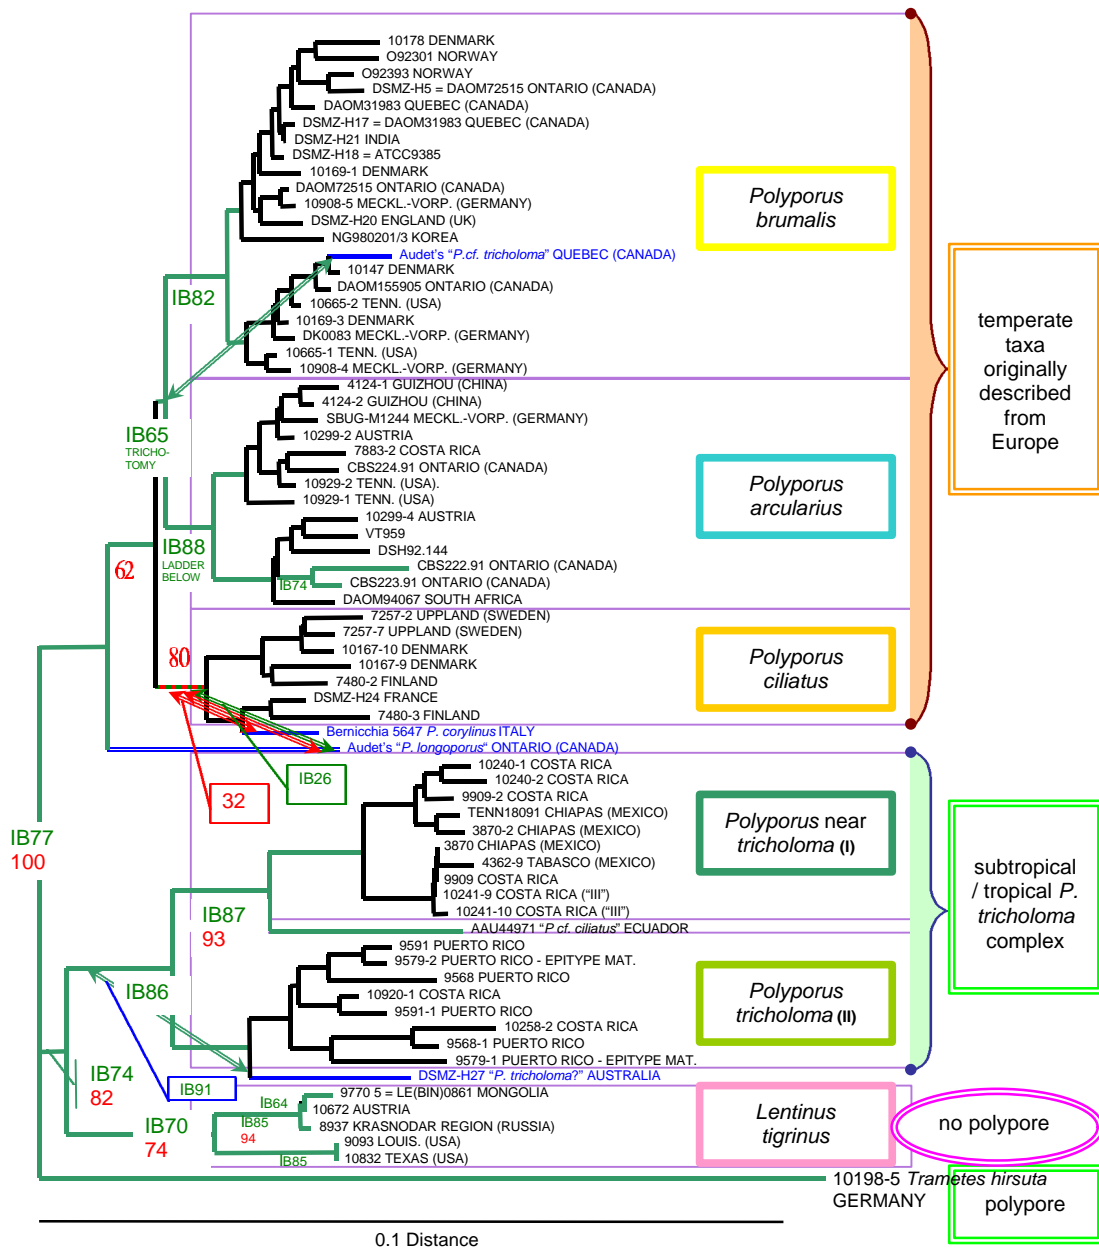 10178 DENMARK
O92301 NORWAY
O92393 NORWAY
DSMZ-H5 = DAOM72515 ONTARIO (CANADA)
DAOM31983 QUEBEC (CANADA)
DSMZ-H17 = DAOM31983 QUEBEC (CANADA)
DSMZ-H21 INDIA
DSMZ-H18 = ATCC9385
10169-1 DENMARK
DAOM72515 ONTARIO (CANADA)
10908-5 MECKL.-VORP. (GERMANY)
DSMZ-H20 ENGLAND (UK)
NG980201/3 KOREA
Audet's "P.cf. tricholoma" QUEBEC (CANADA)
10147 DENMARK
DAOM155905 ONTARIO (CANADA)
10665-2 TENN. (USA)
10169-3 DENMARK
DK0083 MECKL.-VORP. (GERMANY)
10665-1 TENN. (USA)
10908-4 MECKL.-VORP. (GERMANY)
IB82
Polyporus
brumalis
4124-1 GUIZHOU (CHINA)
4124-2 GUIZHOU (CHINA)
SBUG-M1244 MECKL.-VORP. (GERMANY)
10299-2 AUSTRIA
7883-2 COSTA RICA
CBS224.91 ONTARIO (CANADA)
10929-2 TENN. (USA).
10929-1 TENN. (USA)
10299-4 AUSTRIA
VT959
DSH92.144
CBS222.91 ONTARIO (CANADA)
IB74
CBS223.91 ONTARIO (CANADA)
DAOM94067 SOUTH AFRICA
IB65
TRICHO-
TOMY
IB88
LADDER
BELOW
62
Polyporus
arcularius
7257-2 UPPLAND (SWEDEN)
7257-7 UPPLAND (SWEDEN)
10167-10 DENMARK
10167-9 DENMARK
7480-2 FINLAND
DSMZ-H24 FRANCE
7480-3 FINLAND
Bernicchia 5647 P. corylinus ITALY
Audet's "P. longoporus" ONTARIO (CANADA)
80
Polyporus
ciliatus
temperate
taxa
originally
described
from
Europe
IB26
32
IB77
100
10240-1 COSTA RICA
10240-2 COSTA RICA
9909-2 COSTA RICA
TENN18091 CHIAPAS (MEXICO)
3870-2 CHIAPAS (MEXICO)
3870 CHIAPAS (MEXICO)
4362-9 TABASCO (MEXICO)
9909 COSTA RICA
10241-9 COSTA RICA ("III")
10241-10 COSTA RICA ("III")
AAU44971 "P cf. ciliatus" ECUADOR
IB87
93
Polyporus near
tricholoma (I)
9591 PUERTO RICO
9579-2 PUERTO RICO - EPITYPE MAT.
9568 PUERTO RICO
10920-1 COSTA RICA
9591-1 PUERTO RICO
10258-2 COSTA RICA
9568-1 PUERTO RICO
9579-1 PUERTO RICO - EPITYPE MAT.
DSMZ-H27 "P. tricholoma?" AUSTRALIA
IB86
IB91
Polyporus
tricholoma (II)
subtropical
/ tropical P.
tricholoma
complex
IB74
82
IB70
74
9770 5 = LE(BIN)0861 MONGOLIA
IB64
10672 AUSTRIA
IB85
94
8937 KRASNODAR REGION (RUSSIA)
9093 LOUIS. (USA)
IB85
10832 TEXAS (USA)
Lentinus
tigrinus
no polypore
10198-5 Trametes hirsuta
GERMANY
polypore
0.1 Distance